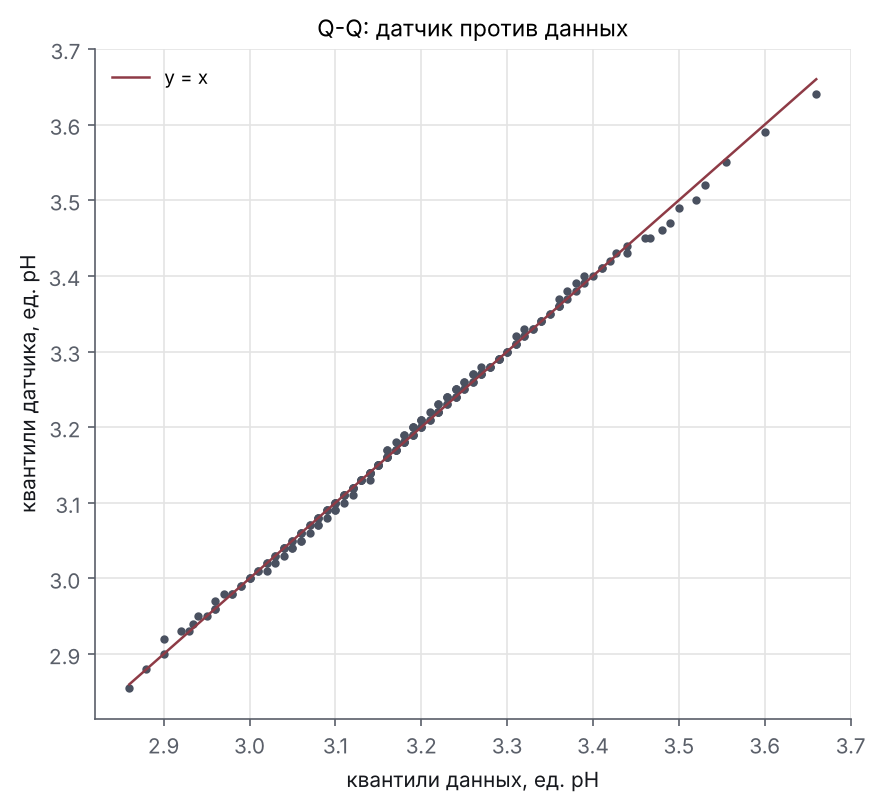 Q-Q: датчик против данных
y = x
3.7
3.6
3.5
3.4
3.3
3.2
3.1
3.0
2.9
квантили датчика, ед. pH
2.9 3.0 3.1 3.2 3.3 3.4 3.5 3.6 3.7
квантили данных, ед. pH